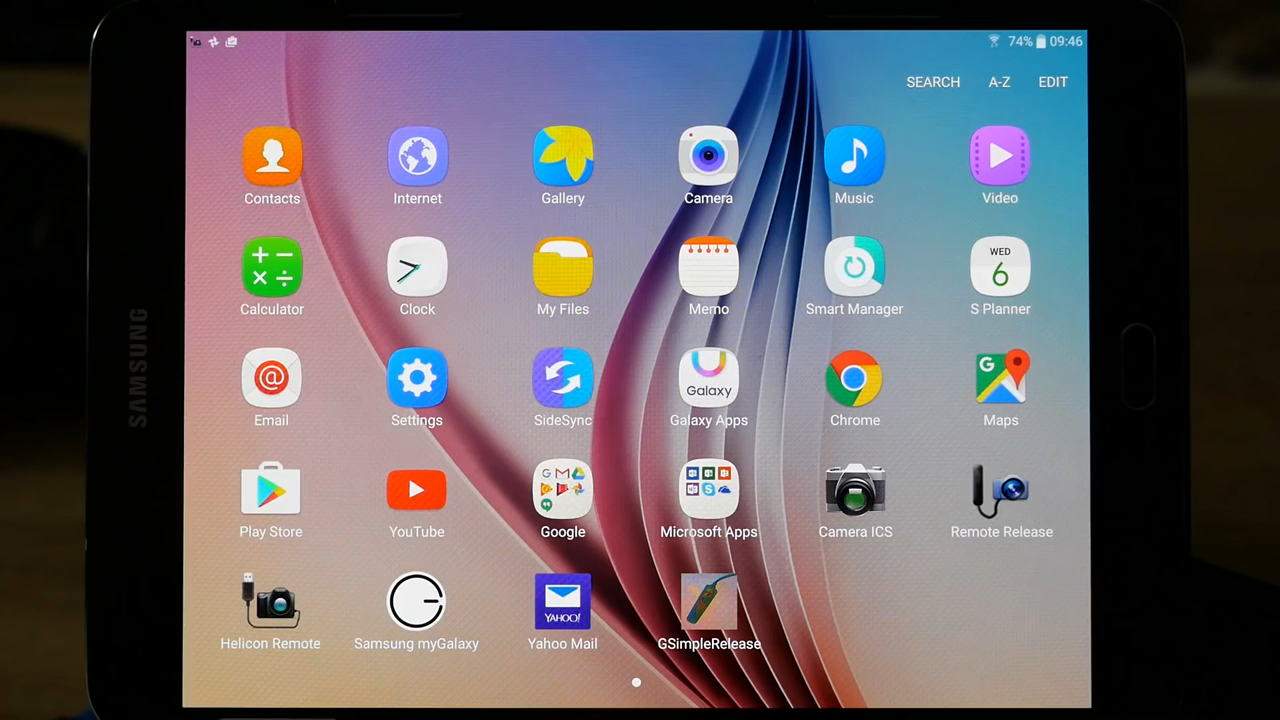 74% 09:46
SEARCH A-Z EDIT
Contacts Internet Gallery Camera Music Video
WED
6
Calculator Clock My Files Memo Smart Manager S Planner
SAMSUNG
@ Galaxy G
Email Settings SideSync Galaxy Apps Chrome Maps
G
Play Store YouTube Google Microsoft Apps Camera ICS Remote Release
YAHOO!
Helicon Remote Samsung myGalaxy Yahoo Mail GSimpleRelease